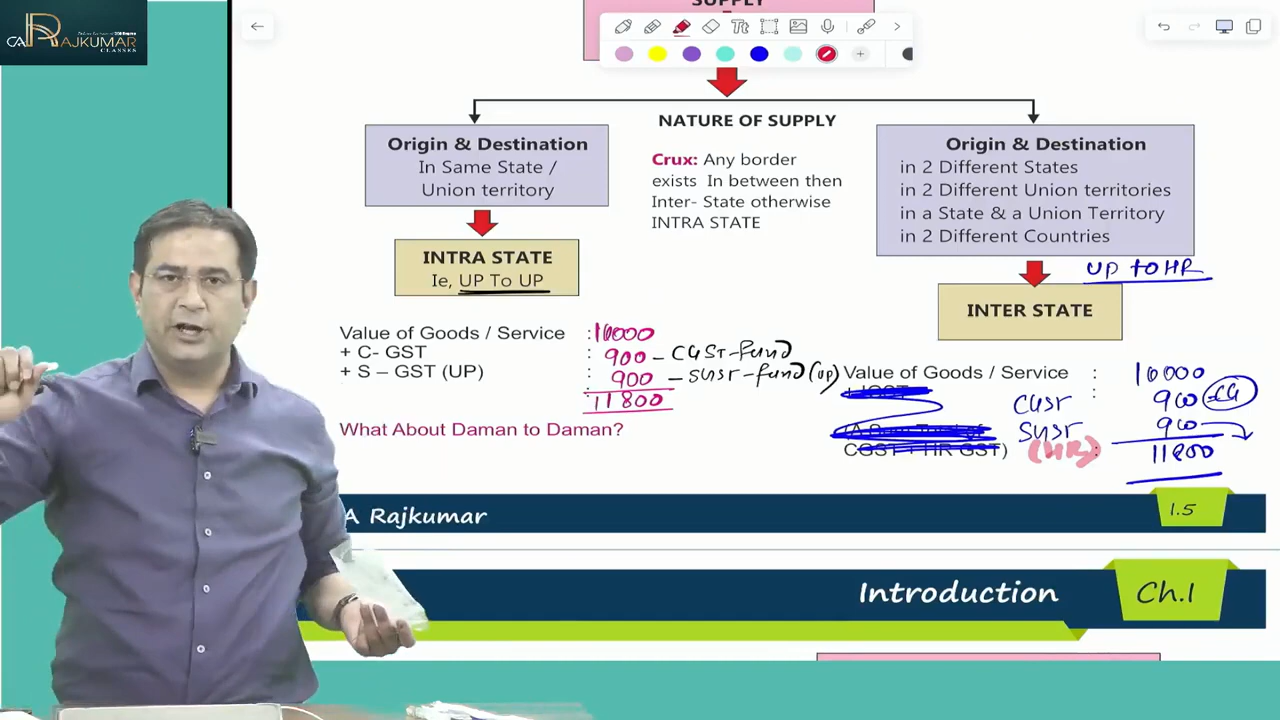 CA RAJKUMAR
CLASSES
SUPPLY
Tt
NATURE OF SUPPLY
Origin & Destination
In Same State /
Union territory
Crux: Any border
exists In between then
Inter- State otherwise
INTRA STATE
Origin & Destination
in 2 Different States
in 2 Different Union territories
in a State & a Union Territory
in 2 Different Countries
INTRA STATE
Ie, UP To UP
UP to HR
INTER STATE
Value of Goods / Service : 10000
+ C- GST : 900 - CGST-fund
+ S – GST (UP) : 900 - SGST-fund (UP)
11800
What About Daman to Daman?
Value of Goods / Service : 10000
+ IGST :
CGST 900 CG
SGST 900
CGST + HR GST)
(HR) : 11800
A Rajkumar
1.5
Introduction
Ch.1